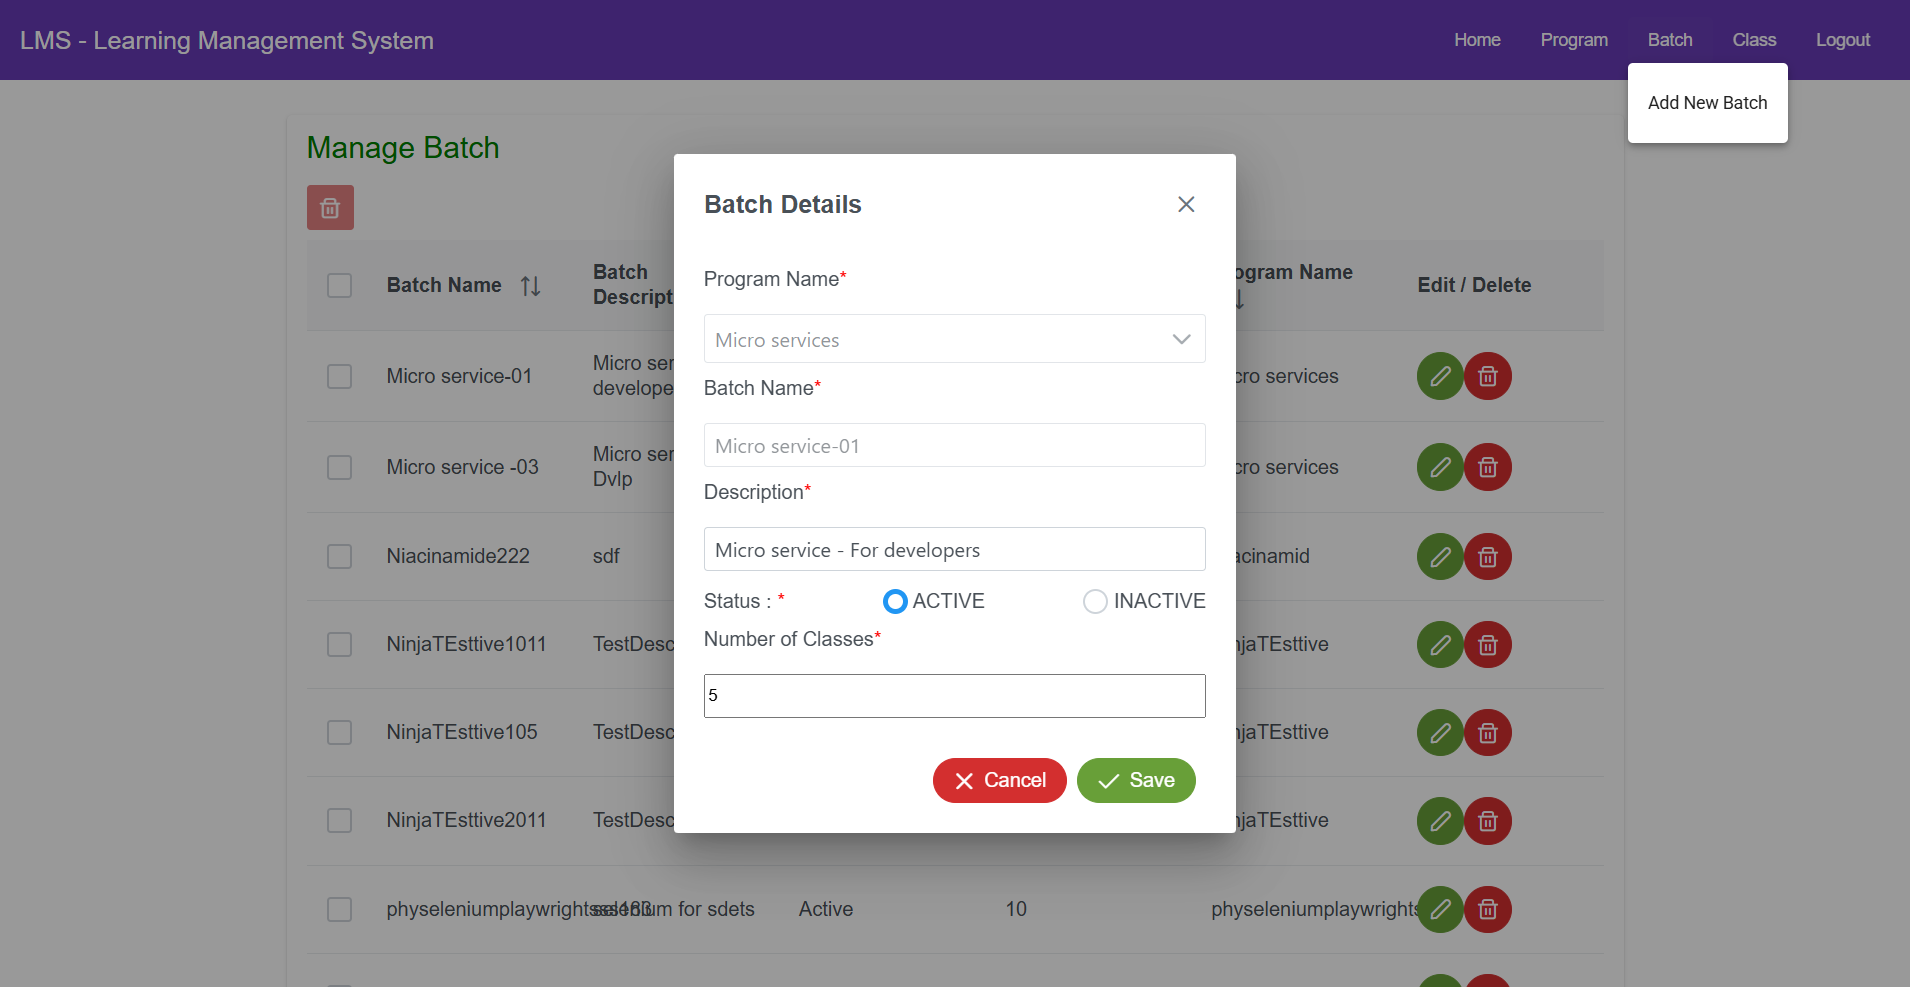 LMS - Learning Management System
Home Program Batch Class Logout
Add New Batch
Manage Batch
Batch Name
Batch
Descript
ogram Name
Edit / Delete
Micro service-01
Micro ser
develope
cro services
Micro service -03
Micro ser
Dvlp
cro services
Niacinamide222
sdf
acinamid
NinjaTEsttive1011
TestDesc
njaTEsttive
NinjaTEsttive105
TestDesc
njaTEsttive
NinjaTEsttive2011
TestDesc
njaTEsttive
physeleniumplaywrights
selenium for sdets
Active
10
physeleniumplaywrights
Batch Details
Program Name*
Micro services
Batch Name*
Micro service-01
Description*
Micro service - For developers
Status : * ACTIVE INACTIVE
Number of Classes*
5
Cancel Save